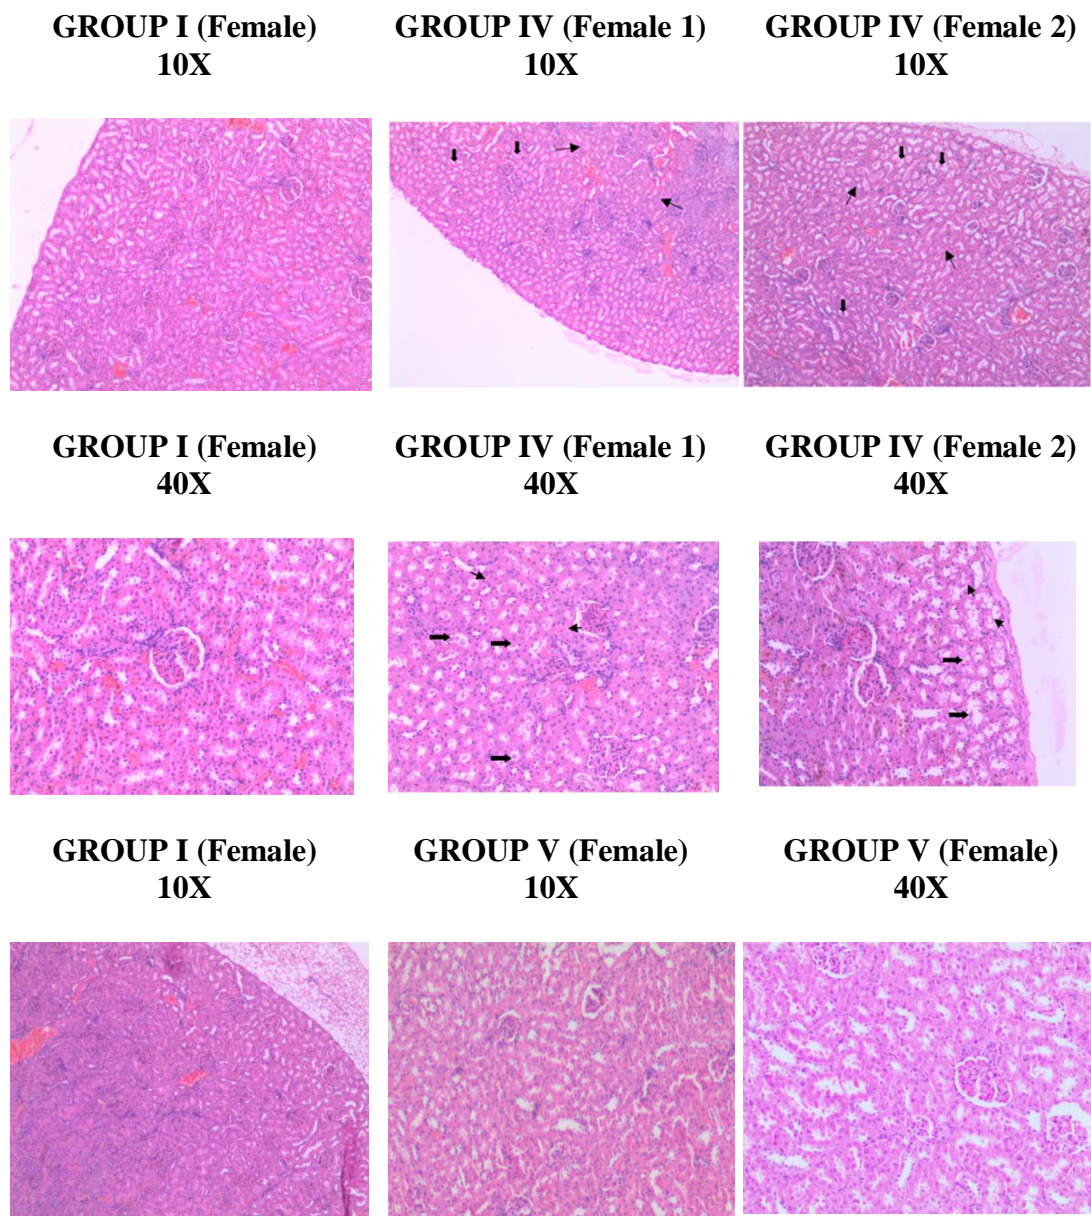 GROUP I (Female)
10X
GROUP IV (Female 1)
10X
GROUP IV (Female 2)
10X
GROUP I (Female)
40X
GROUP IV (Female 1)
40X
GROUP IV (Female 2)
40X
GROUP I (Female)
10X
GROUP V (Female)
10X
GROUP V (Female)
40X